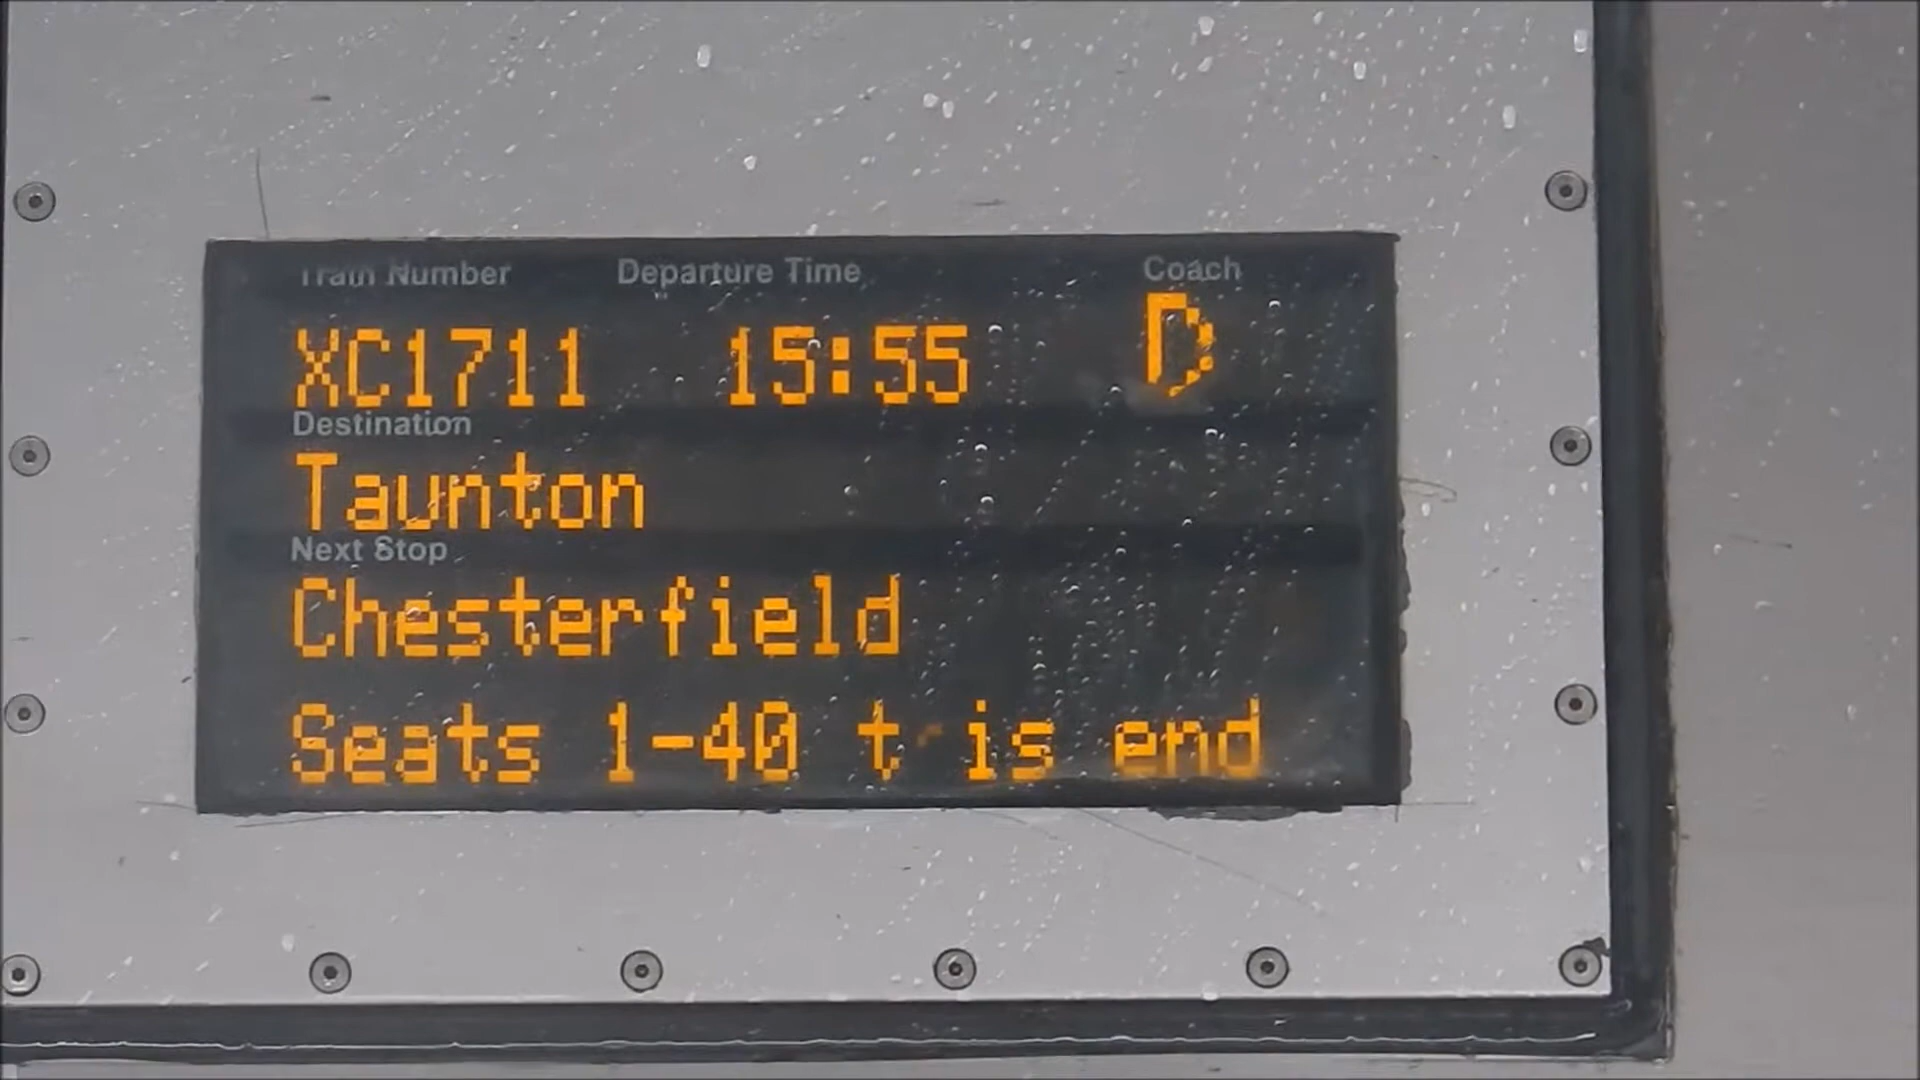 Train Number Departure Time Coach
XC1711 15:55 D
Destination
Taunton
Next Stop
Chesterfield
Seats 1-40 t is end